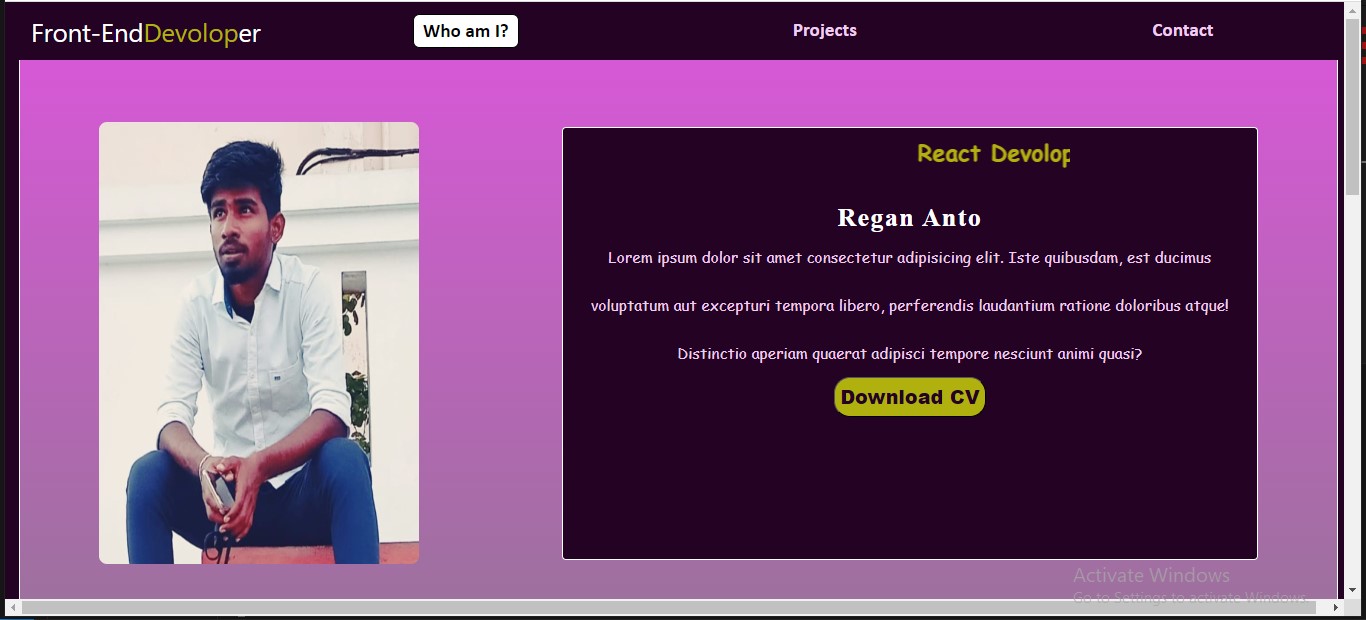 Front-EndDevoloper
Who am I?
Projects
Contact
React Devolop
Regan Anto
Lorem ipsum dolor sit amet consectetur adipisicing elit. Iste quibusdam, est ducimus
voluptatum aut excepturi tempora libero, perferendis laudantium ratione doloribus atque!
Distinctio aperiam quaerat adipisci tempore nesciunt animi quasi?
Download CV
Activate Windows
Go to Settings to activate Windows.